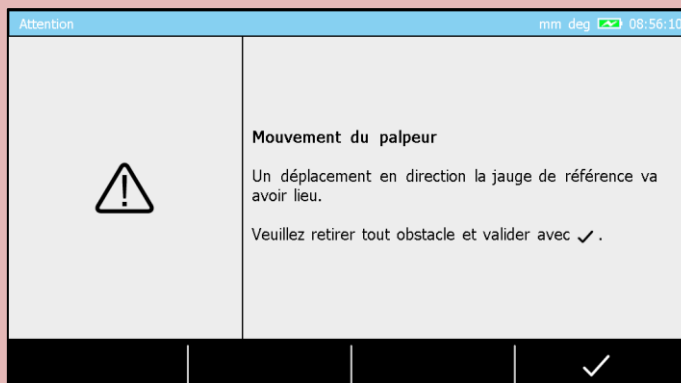 Attention mm deg 08:56:10
Mouvement du palpeur
Un déplacement en direction la jauge de référence va
avoir lieu.
Veuillez retirer tout obstacle et valider avec ✓ .